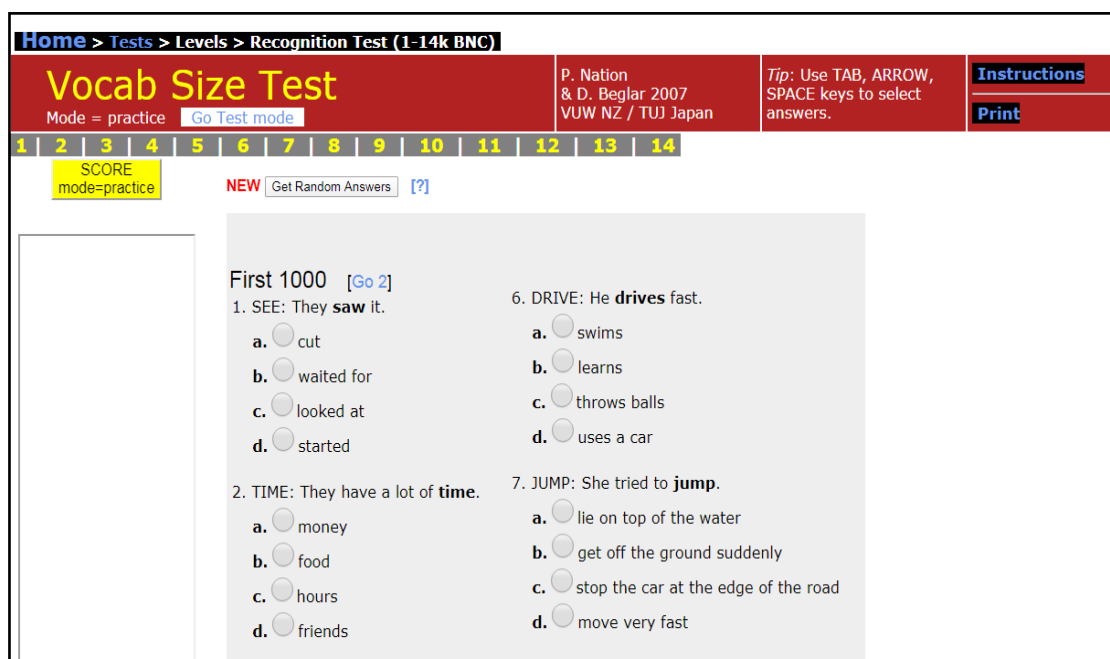 Home > Tests > Levels > Recognition Test (1-14k BNC)
Vocab Size Test
Mode = practice Go Test mode
P. Nation
& D. Beglar 2007
VUW NZ / TUJ Japan
Tip: Use TAB, ARROW,
SPACE keys to select
answers.
Instructions
Print
1 | 2 | 3 | 4 | 5 | 6 | 7 | 8 | 9 | 10 | 11 | 12 | 13 | 14
SCORE
mode=practice
NEW Get Random Answers [?]
First 1000 [Go 2]
1. SEE: They saw it.
a. cut
b. waited for
c. looked at
d. started
2. TIME: They have a lot of time.
a. money
b. food
c. hours
d. friends
6. DRIVE: He drives fast.
a. swims
b. learns
c. throws balls
d. uses a car
7. JUMP: She tried to jump.
a. lie on top of the water
b. get off the ground suddenly
c. stop the car at the edge of the road
d. move very fast